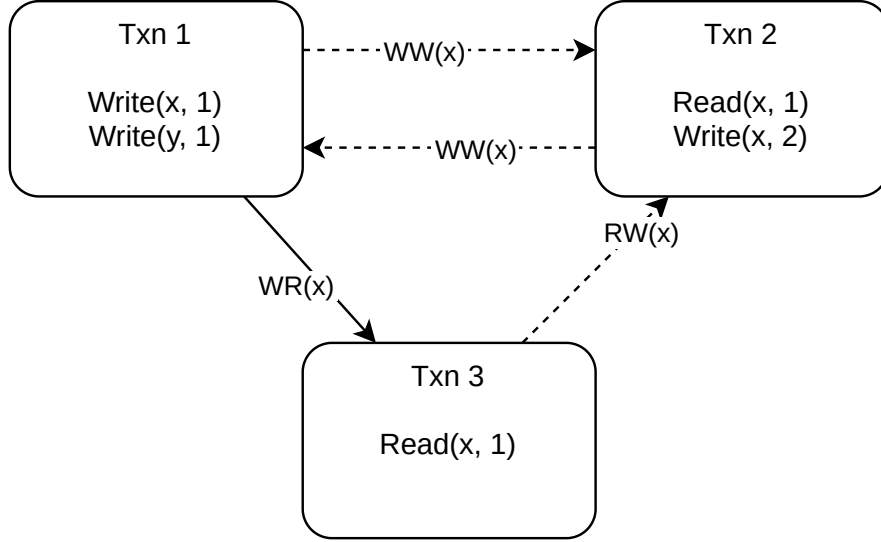 Txn 1
Write(x, 1)
Write(y, 1)
WW(x)
WW(x)
Txn 2
Read(x, 1)
Write(x, 2)
WR(x)
RW(x)
Txn 3
Read(x, 1)